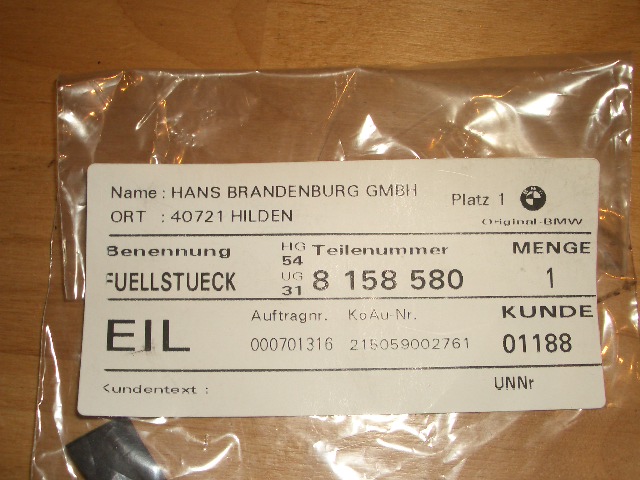 Name : HANS BRANDENBURG GMBH Platz 1
ORT : 40721 HILDEN Original-BMW
Benennung HG 54 Teilenummer MENGE
FUELLSTUECK UG 31 8 158 580 1
EIL Auftragnr. KoAu-Nr. KUNDE
000701316 215059002761 01188
Kundentext : UNNr